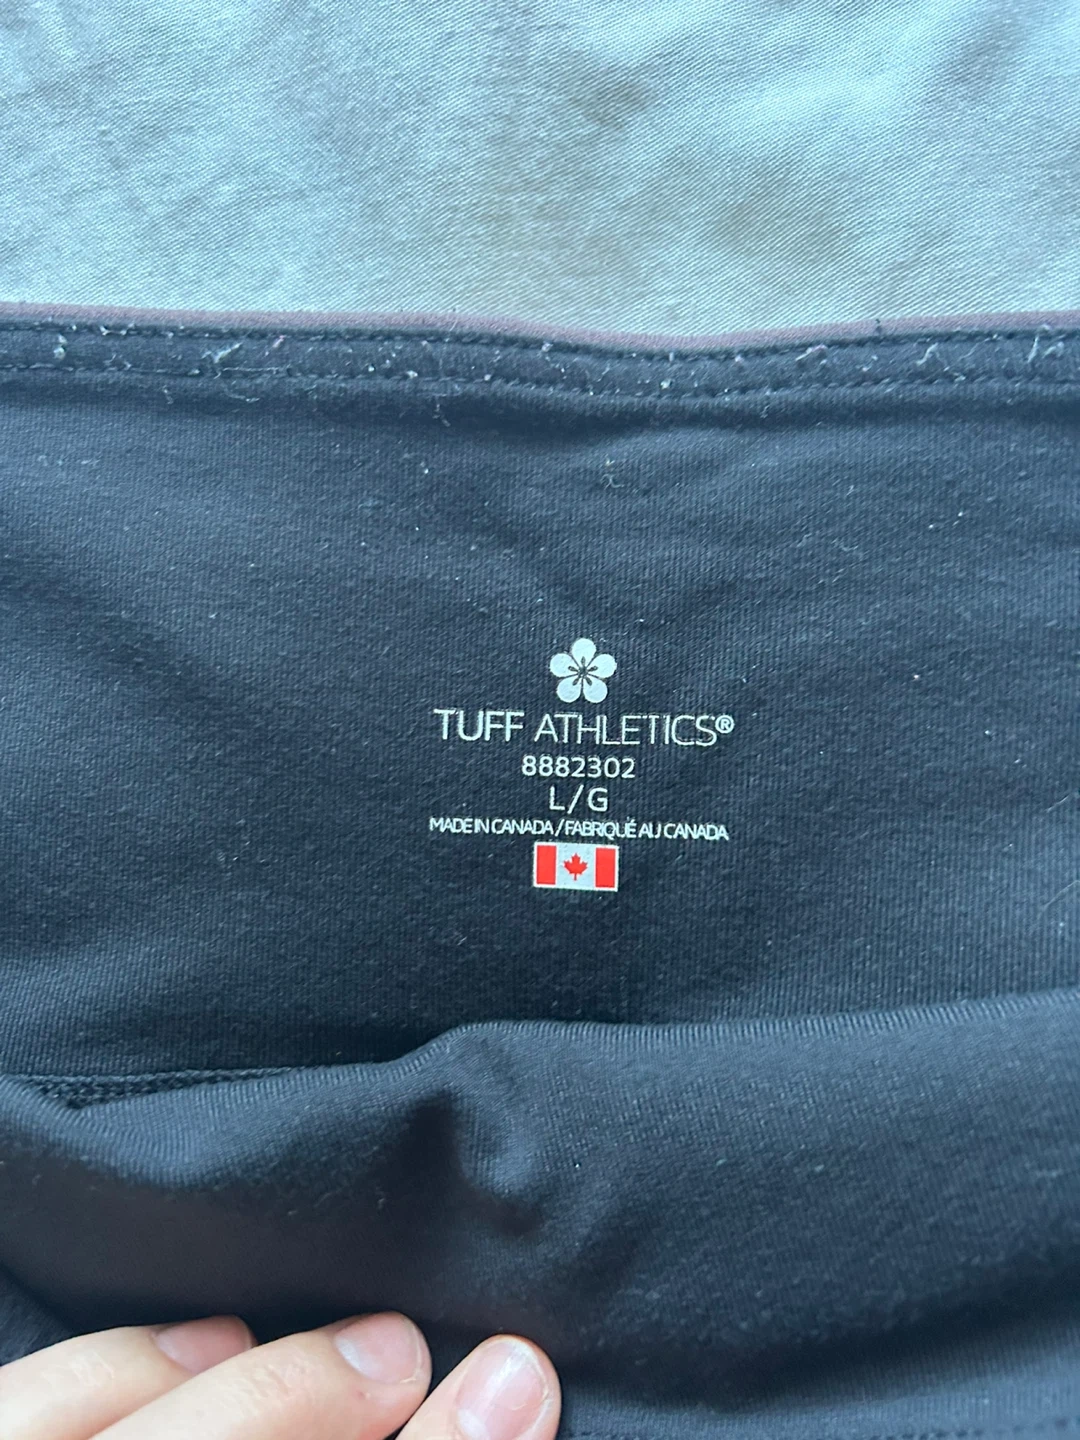 TUFF ATHLETICS®
8882302
L/G
MADE IN CANADA / FABRIQUÉ AU CANADA